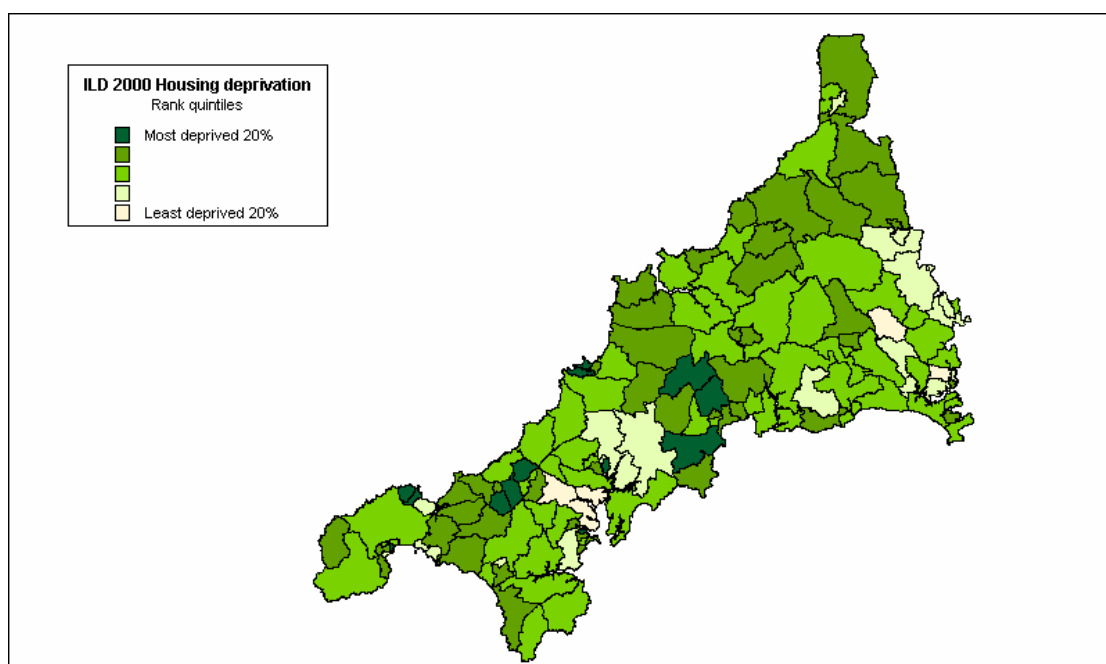 ILD 2000 Housing deprivation
Rank quintiles
Most deprived 20%
Least deprived 20%